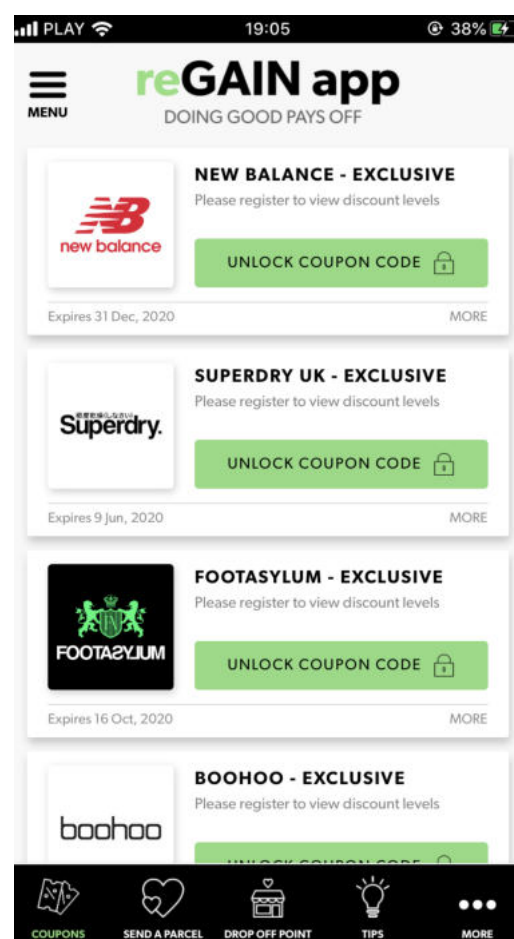 PLAY 19:05 38%
MENU
reGAIN app
DOING GOOD PAYS OFF
new balance
NEW BALANCE - EXCLUSIVE
Please register to view discount levels
UNLOCK COUPON CODE
Expires 31 Dec, 2020 MORE
Superdry.
SUPERDRY UK - EXCLUSIVE
Please register to view discount levels
UNLOCK COUPON CODE
Expires 9 Jun, 2020 MORE
FOOTASYLUM
FOOTASYLUM - EXCLUSIVE
Please register to view discount levels
UNLOCK COUPON CODE
Expires 16 Oct, 2020 MORE
boohoo
BOOHOO - EXCLUSIVE
Please register to view discount levels
UNLOCK COUPON CODE
COUPONS SEND A PARCEL DROP OFF POINT TIPS MORE